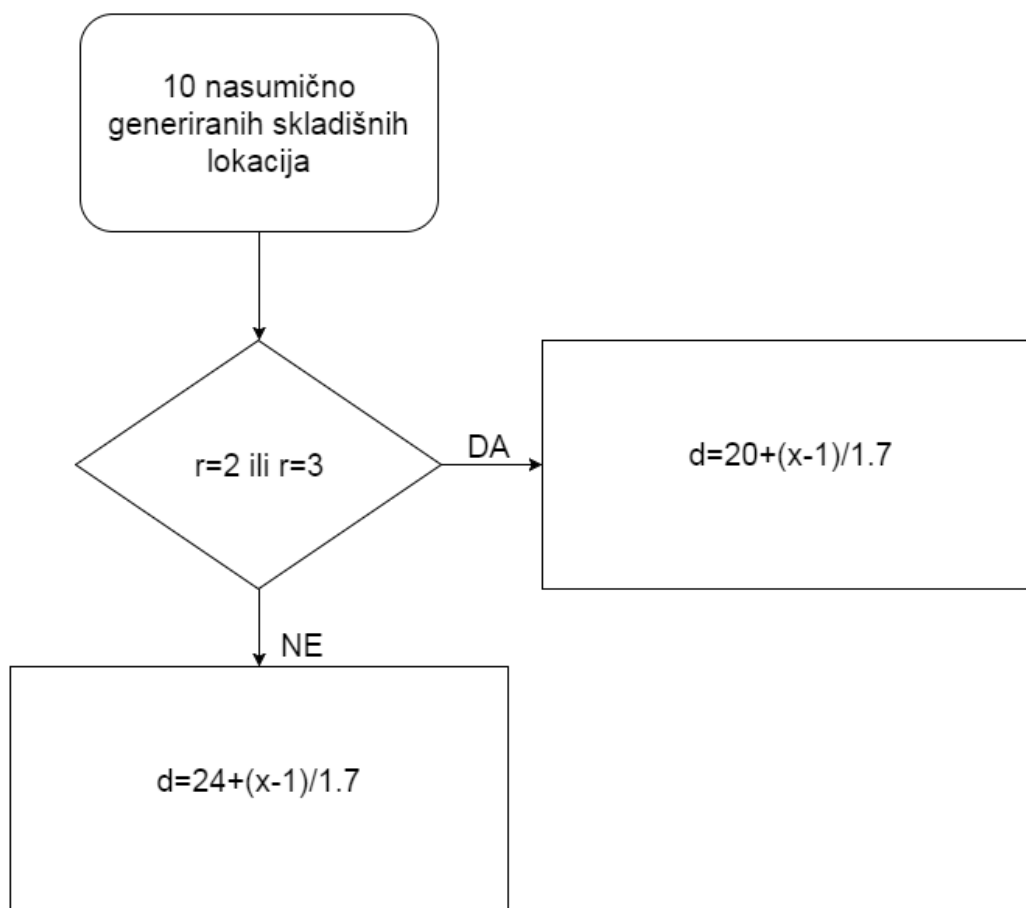 10 nasumično
generiranih skladišnih
lokacija
r=2 ili r=3
DA
d=20+(x-1)/1.7
NE
d=24+(x-1)/1.7